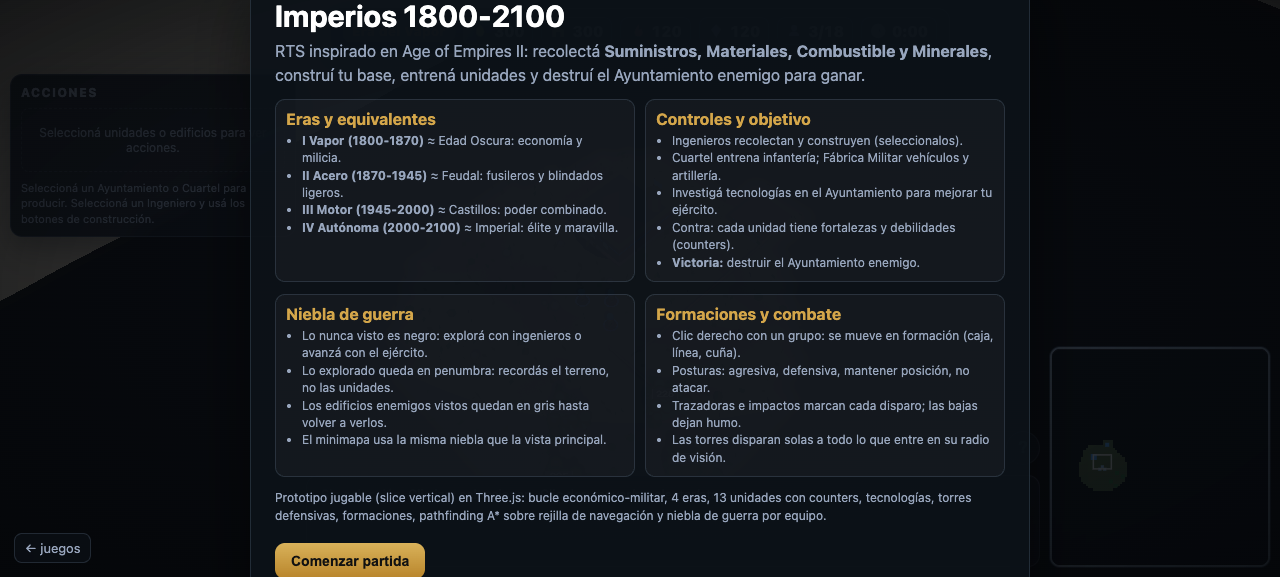 Imperios 1800-2100
RTS inspirado en Age of Empires II: recolectá Suministros, Materiales, Combustible y Minerales,
construí tu base, entrená unidades y destruí el Ayuntamiento enemigo para ganar.
ACCIONES
Seleccioná unidades o edificios para
acciones.
Seleccioná un Ayuntamiento o Cuartel para
producir. Seleccioná un Ingeniero y usá los
botones de construcción.
Eras y equivalentes
• I Vapor (1800-1870) ≈ Edad Oscura: economía y
milicia.
• II Acero (1870-1945) ≈ Feudal: fusileros y blindados
ligeros.
• III Motor (1945-2000) ≈ Castillos: poder combinado.
• IV Autónoma (2000-2100) ≈ Imperial: élite y maravilla.
Controles y objetivo
• Ingenieros recolectan y construyen (seleccionalos).
• Cuartel entrena infantería; Fábrica Militar vehículos y
artillería.
• Investigá tecnologías en el Ayuntamiento para mejorar tu
ejército.
• Contra: cada unidad tiene fortalezas y debilidades
(counters).
• Victoria: destruir el Ayuntamiento enemigo.
Niebla de guerra
• Lo nunca visto es negro: explorá con ingenieros o
avanzá con el ejército.
• Lo explorado queda en penumbra: recordás el terreno,
no las unidades.
• Los edificios enemigos vistos quedan en gris hasta
volver a verlos.
• El minimapa usa la misma niebla que la vista principal.
Formaciones y combate
• Clic derecho con un grupo: se mueve en formación (caja,
línea, cuña).
• Posturas: agresiva, defensiva, mantener posición, no
atacar.
• Trazadoras e impactos marcan cada disparo; las bajas
dejan humo.
• Las torres disparan solas a todo lo que entre en su radio
de visión.
Prototipo jugable (slice vertical) en Three.js: bucle económico-militar, 4 eras, 13 unidades con counters, tecnologías, torres
defensivas, formaciones, pathfinding A* sobre rejilla de navegación y niebla de guerra por equipo.
← juegos
Comenzar partida